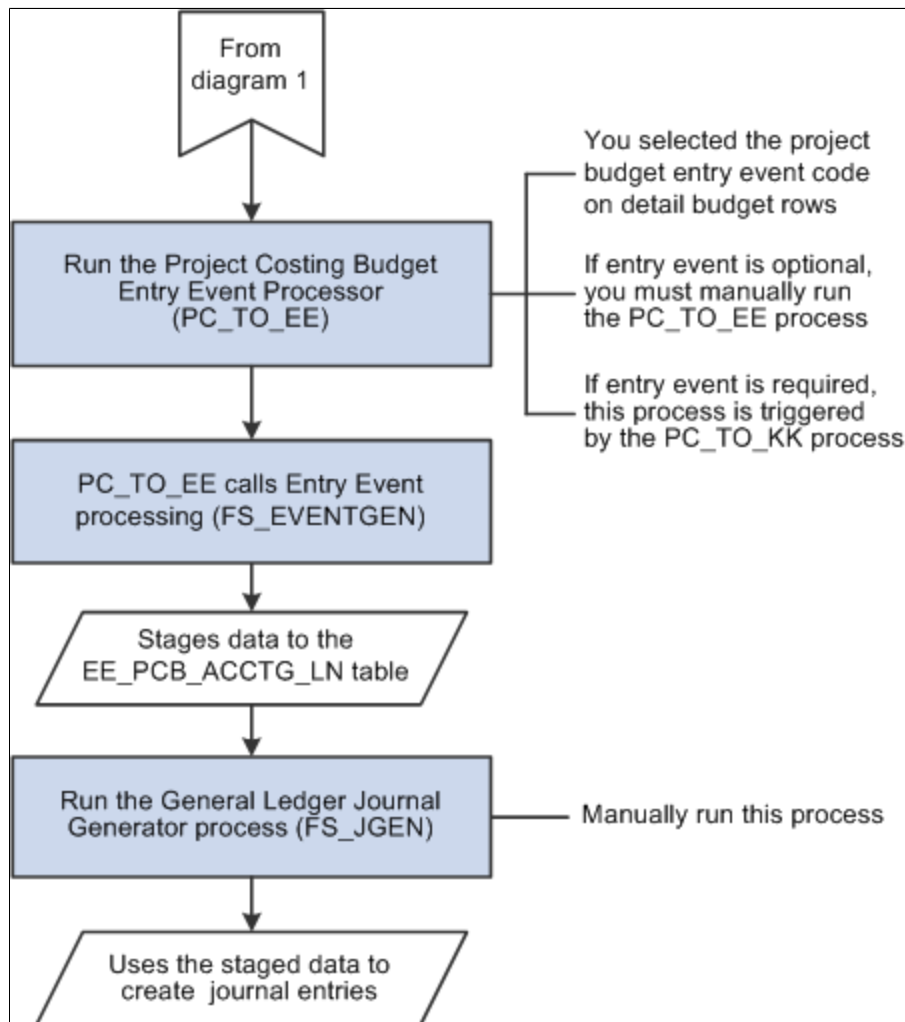 From
diagram 1
You selected the project
budget entry event code
on detail budget rows
Run the Project Costing Budget
Entry Event Processor
(PC_TO_EE)
If entry event is optional,
you must manually run
the PC_TO_EE process
If entry event is required,
this process is triggered
by the PC_TO_KK process
PC_TO_EE calls Entry Event
processing (FS_EVENTGEN)
Stages data to the
EE_PCB_ACCTG_LN table
Run the General Ledger Journal
Generator process (FS_JGEN)
Manually run this process
Uses the staged data to
create journal entries